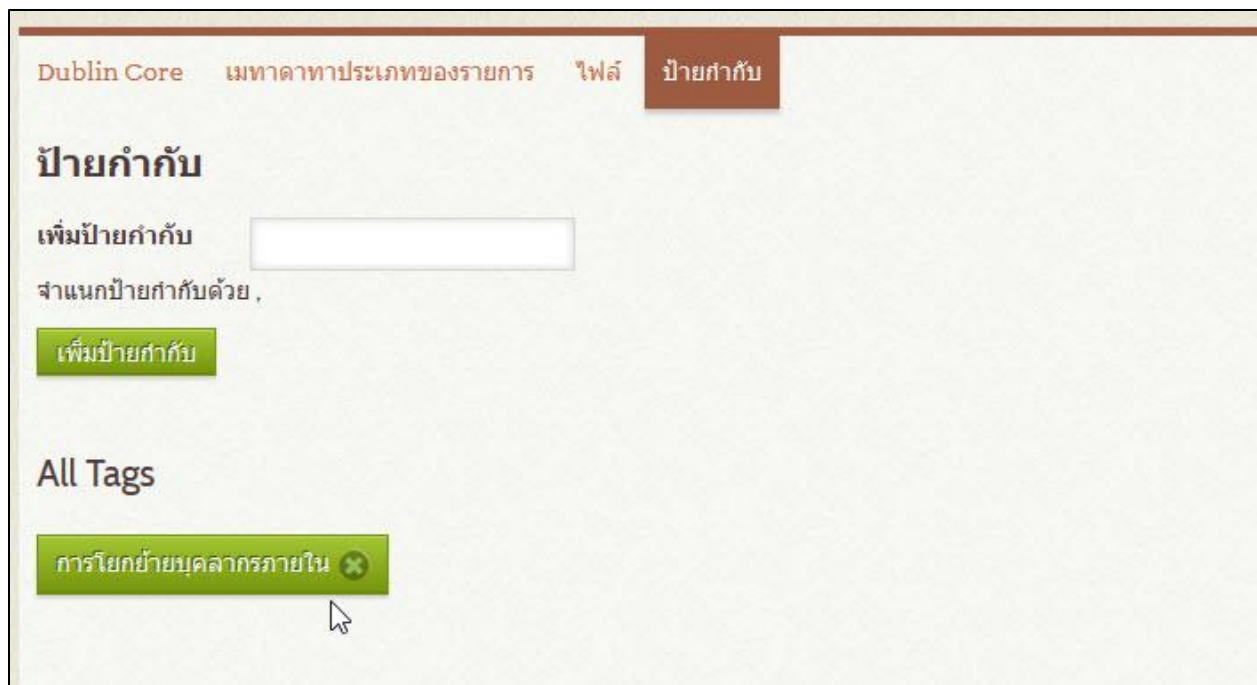 Dublin Core เมทาดาทาประเภทของรายการ ไฟล์ ป้ายกำกับ
ป้ายกำกับ
เพิ่มป้ายกำกับ
จำแนกป้ายกำกับด้วย ,
เพิ่มป้ายกำกับ
All Tags
การโยกย้ายบุคลากรภายใน